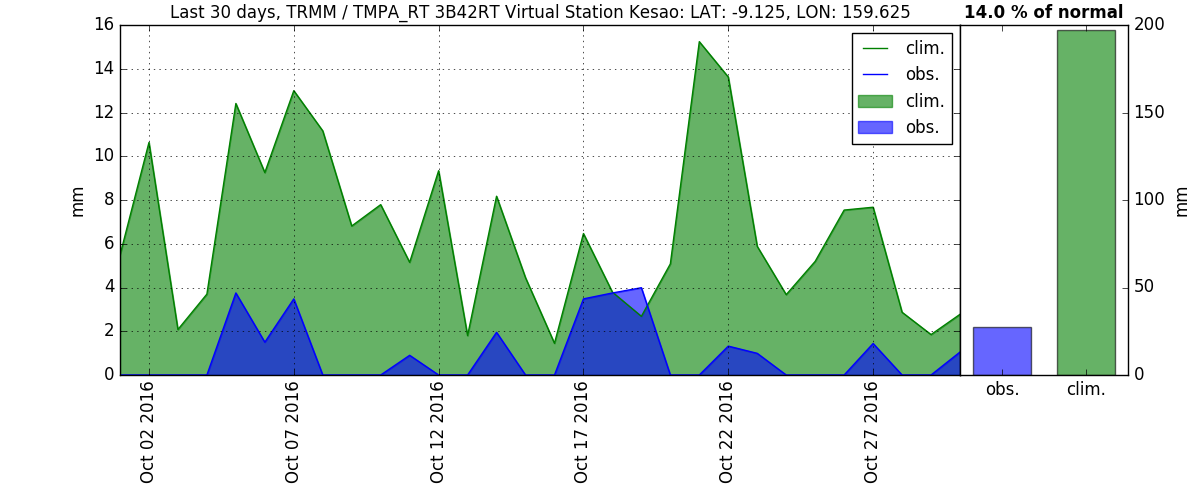 Last 30 days, TRMM / TMPA_RT 3B42RT Virtual Station Kesao: LAT: -9.125, LON: 159.625
14.0 % of normal
16
14
12
10
8
6
4
2
0
mm
clim.
obs.
clim.
obs.
Oct 02 2016
Oct 07 2016
Oct 12 2016
Oct 17 2016
Oct 22 2016
Oct 27 2016
200
150
100
50
0
mm
obs.
clim.